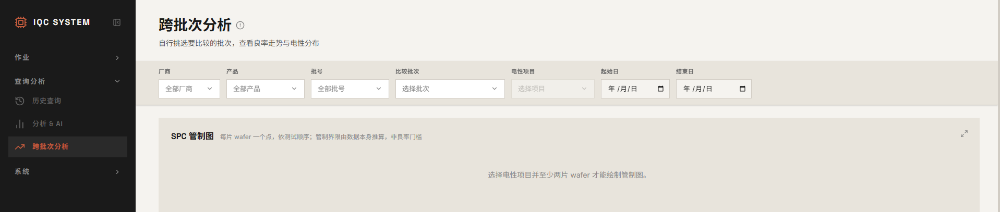 IQC SYSTEM
作业
查询分析
历史查询
分析 & AI
跨批次分析
系统
跨批次分析
自行挑选要比较的批次，查看良率走势与电性分布
厂商 产品 批号 比较批次 电性项目 起始日 结束日
全部厂商 全部产品 全部批号 选择批次 选择项目 年 /月/日 年 /月/日
SPC 管制图 每片 wafer 一个点，依测试顺序；管制界限由数据本身推算，非良率门槛
选择电性项目并至少两片 wafer 才能绘制管制图。